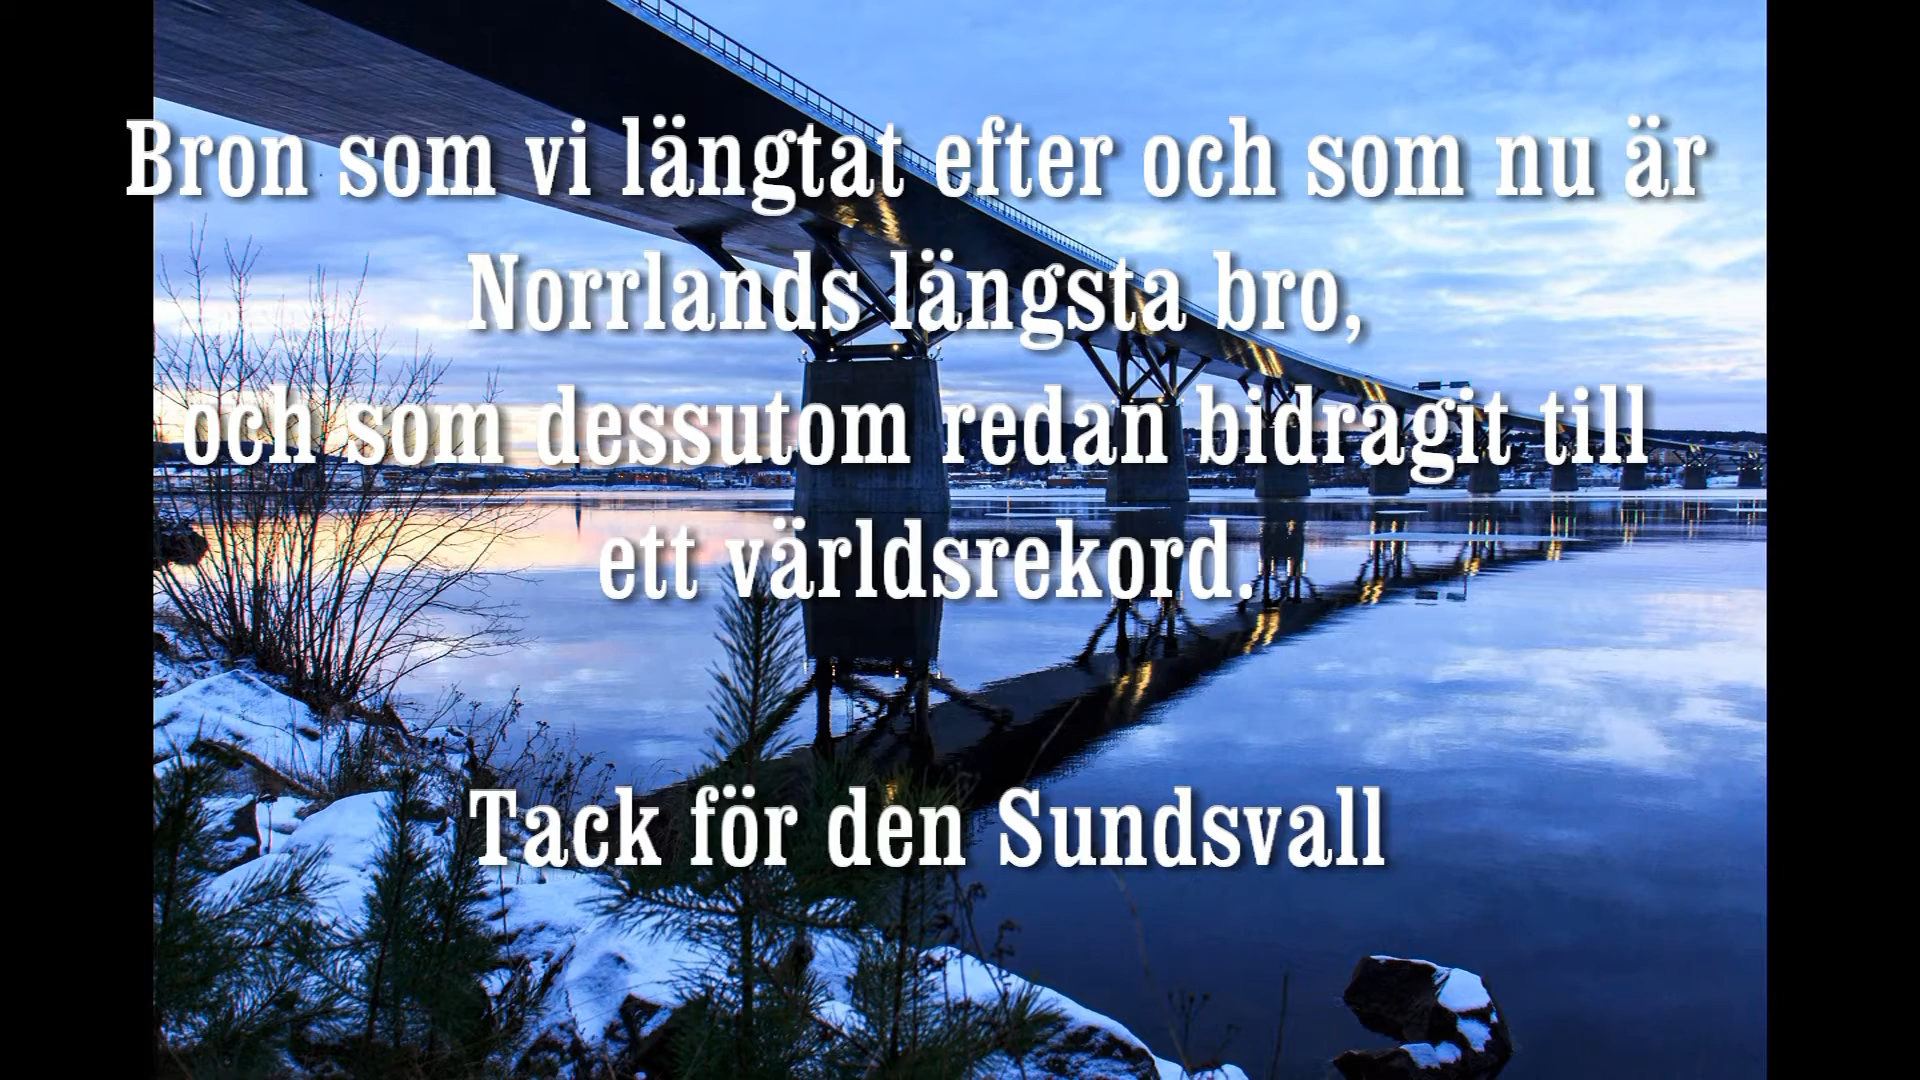 Bron som vi längtat efter och som nu är
Norrlands längsta bro,
och som dessutom redan bidragit till
ett världsrekord.
Tack för den Sundsvall